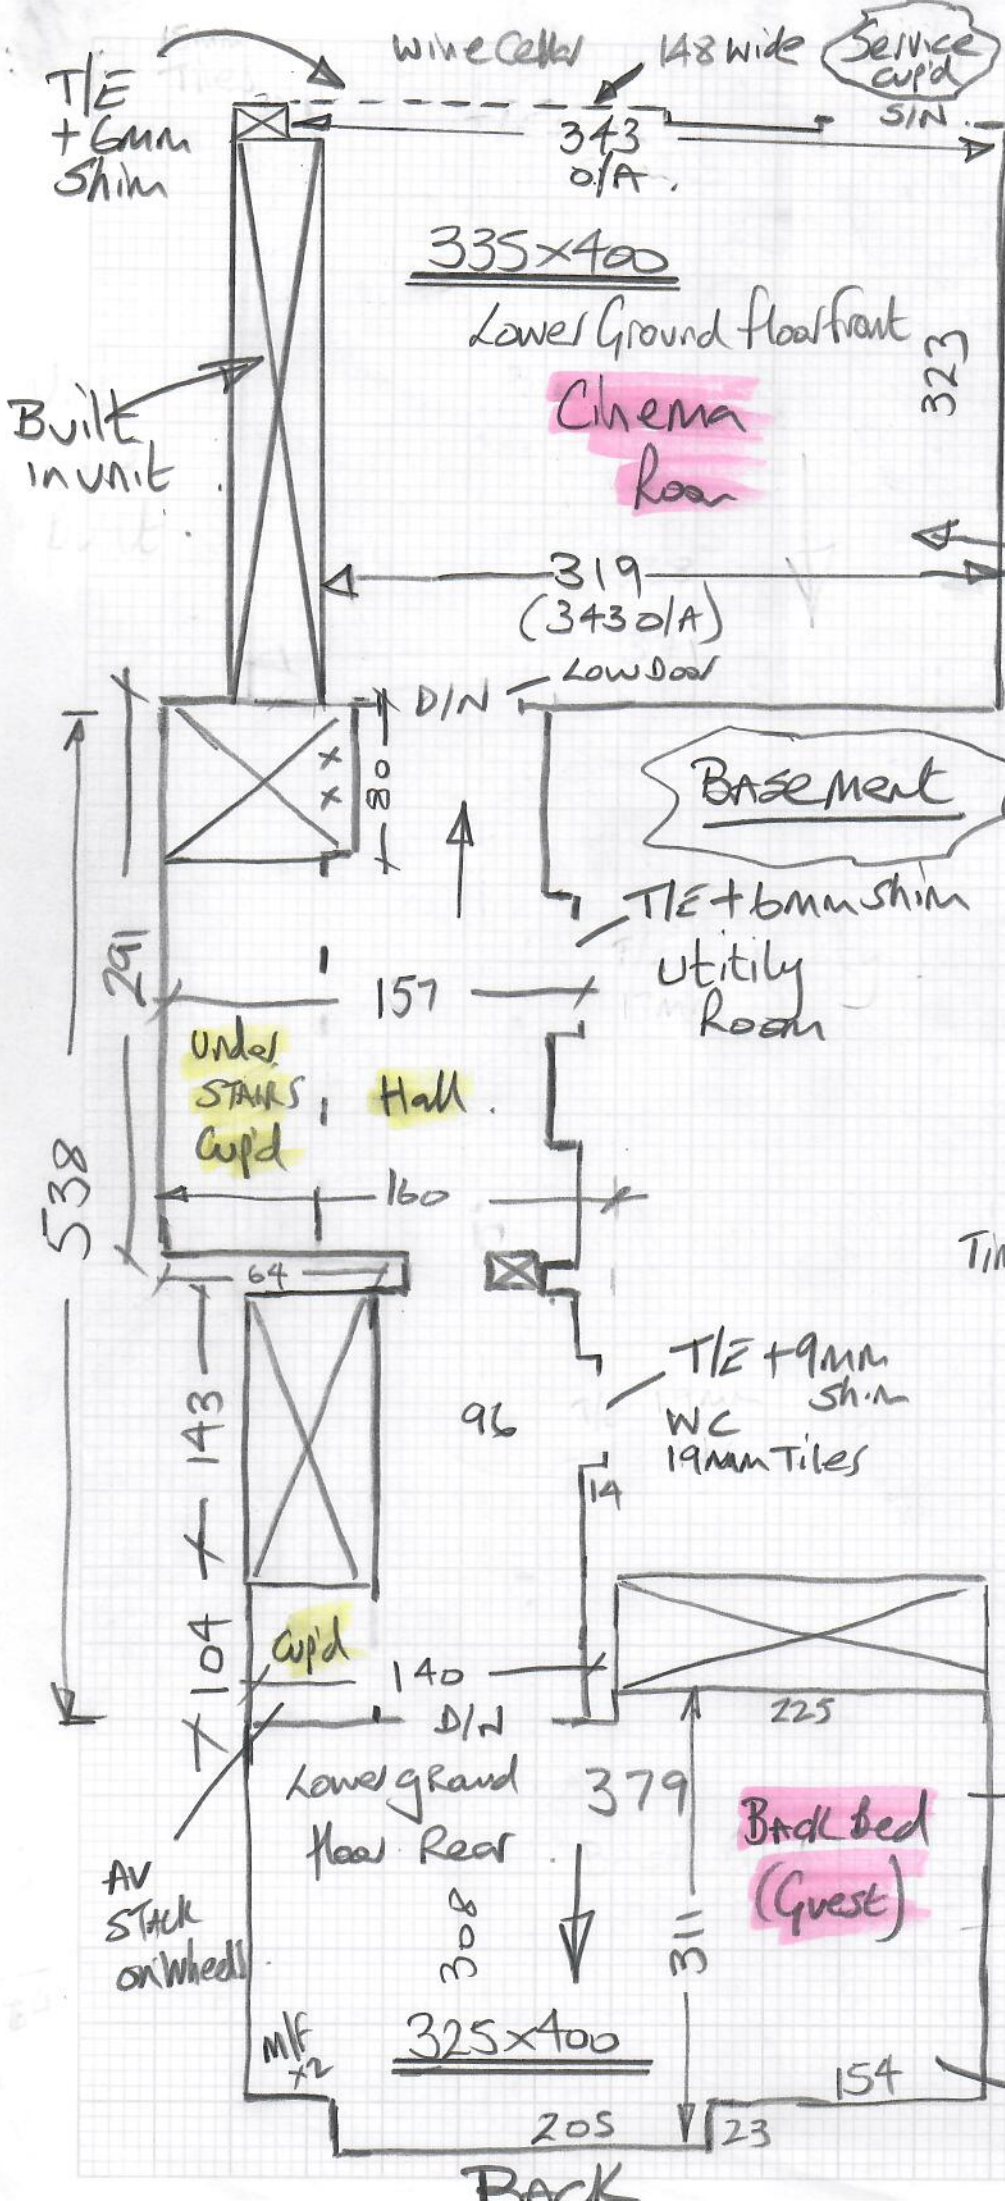 wine Cellar
148 wide
Service
cup'd
T/E
+ 6mm
Shim
S/N
343
O/A.
335x400
Lower Ground floor front
Cinema
Room
323
Built
in unit
319
(343 O/A)
Low Door
D/N
xx
80
Basement
T/E + 6mm shim
Utitily
Room
291
157
Under
STAIRS
Cup'd
Hall
160
538
64
T/E + 9mm
Shim
WC
19mm Tiles
96
143
14
104
Cup'd
140
D/N
225
Lower ground
floor Rear
379
Back Bed
(Guest)
AV
STACK
on wheels
308
311
M/F
x2
325x400
154
205
23
BACK